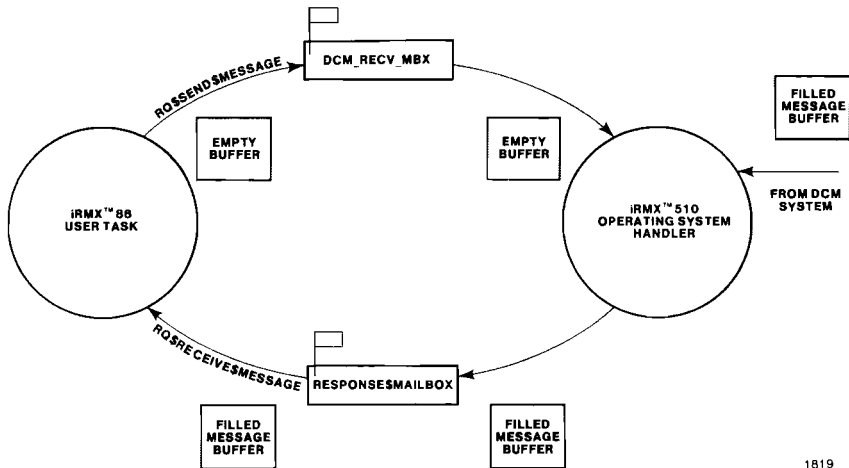 DCM_RECV_MBX
RQ$SEND$MESSAGE
FILLED
MESSAGE
BUFFER
EMPTY
BUFFER
EMPTY
BUFFER
FROM DCM
SYSTEM
iRMX™ 86
USER TASK
iRMX™ 510
OPERATING SYSTEM
HANDLER
RQ$RECEIVE$MESSAGE
RESPONSE$MAILBOX
FILLED
MESSAGE
BUFFER
FILLED
MESSAGE
BUFFER
1819